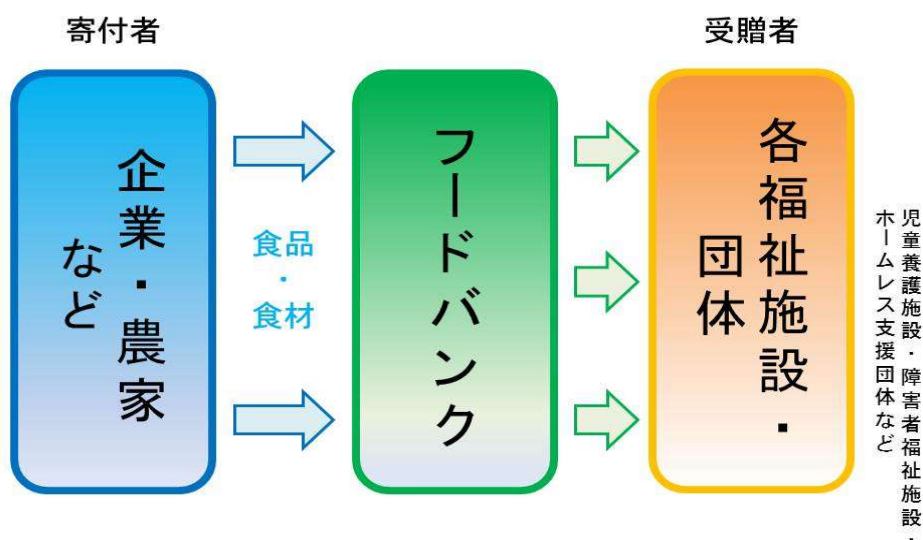 寄付者
受贈者
企業・農家
など
食品
・
食材
フードバンク
各福祉施設・
団体
児童養護施設・障害者福祉施設・
ホームレス支援団体など